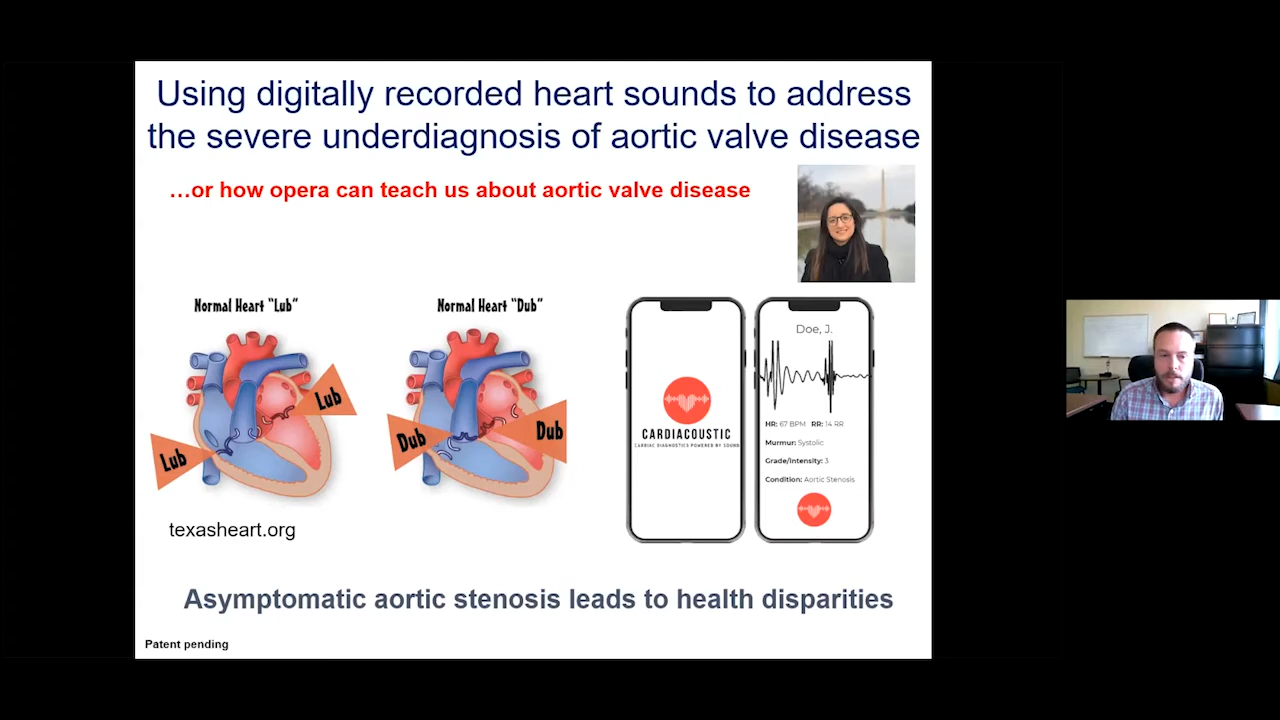 Using digitally recorded heart sounds to address
the severe underdiagnosis of aortic valve disease
…or how opera can teach us about aortic valve disease
Normal Heart "Lub"
Normal Heart "Dub"
Lub
Lub
Dub
Dub
texasheart.org
CARDIACOUSTIC
CARDIAC DIAGNOSTICS POWERED BY SOUND
Doe, J.
HR: 67 BPM RR: 14 RR
Murmur: Systolic
Grade/Intensity: 3
Condition: Aortic Stenosis
Asymptomatic aortic stenosis leads to health disparities
Patent pending